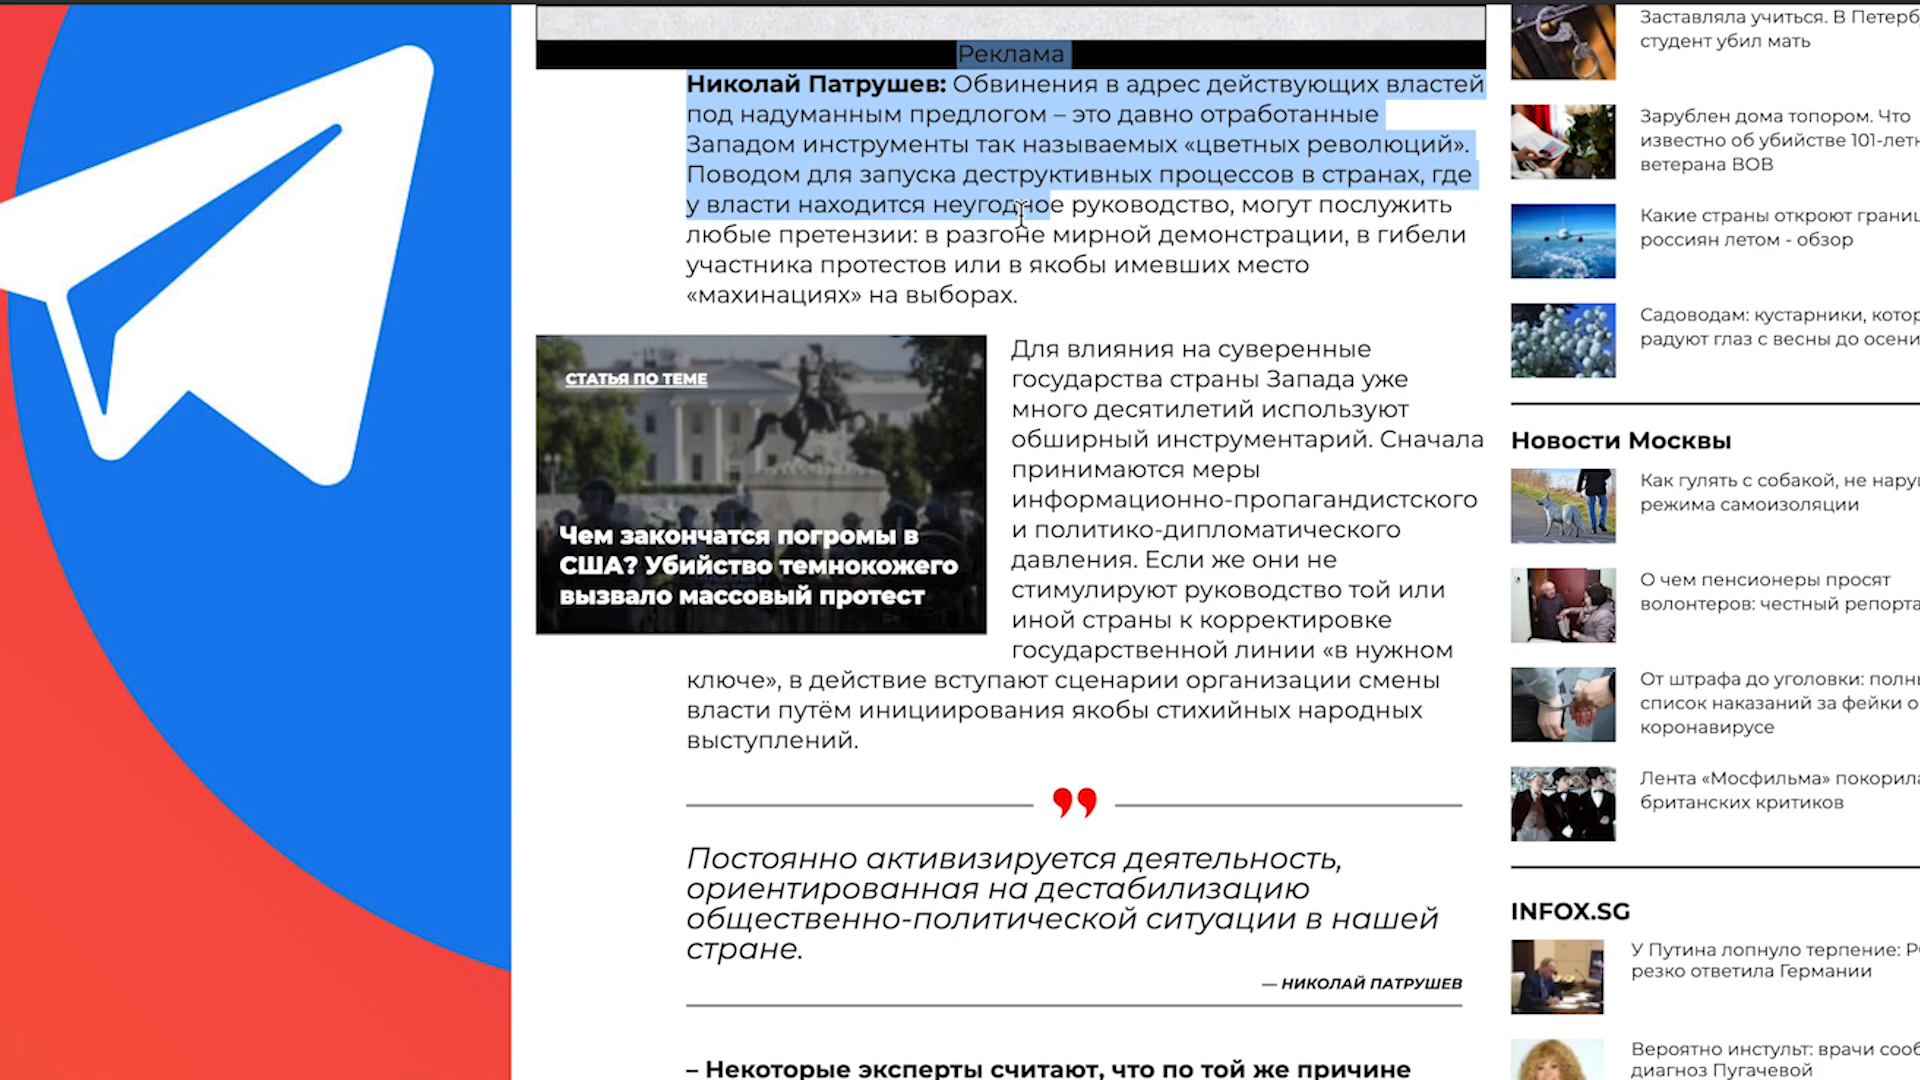 Реклама
Николай Патрушев: Обвинения в адрес действующих властей
под надуманным предлогом – это давно отработанные
Западом инструменты так называемых «цветных революций».
Поводом для запуска деструктивных процессов в странах, где
у власти находится неугодное руководство, могут послужить
любые претензии: в разгоне мирной демонстрации, в гибели
участника протестов или в якобы имевших место
«махинациях» на выборах.
СТАТЬЯ ПО ТЕМЕ
Чем закончатся погромы в
США? Убийство темнокожего
вызвало массовый протест
Для влияния на суверенные
государства страны Запада уже
много десятилетий используют
обширный инструментарий. Сначала
принимаются меры
информационно-пропагандистского
и политико-дипломатического
давления. Если же они не
стимулируют руководство той или
иной страны к корректировке
государственной линии «в нужном
ключе», в действие вступают сценарии организации смены
власти путём инициирования якобы стихийных народных
выступлений.
Постоянно активизируется деятельность,
ориентированная на дестабилизацию
общественно-политической ситуации в нашей
стране.
— НИКОЛАЙ ПАТРУШЕВ
– Некоторые эксперты считают, что по той же причине
Заставляла учиться. В Петерб
студент убил мать
Зарублен дома топором. Что
известно об убийстве 101-летн
ветерана ВОВ
Какие страны откроют границ
россиян летом - обзор
Садоводам: кустарники, котор
радуют глаз с весны до осени
Новости Москвы
Как гулять с собакой, не нару
режима самоизоляции
О чем пенсионеры просят
волонтеров: честный репорта
От штрафа до уголовки: полн
список наказаний за фейки о
коронавирусе
Лента «Мосфильма» покорила
британских критиков
INFOX.SG
У Путина лопнуло терпение: РФ
резко ответила Германии
Вероятно инсульт: врачи сооб
диагноз Пугачевой